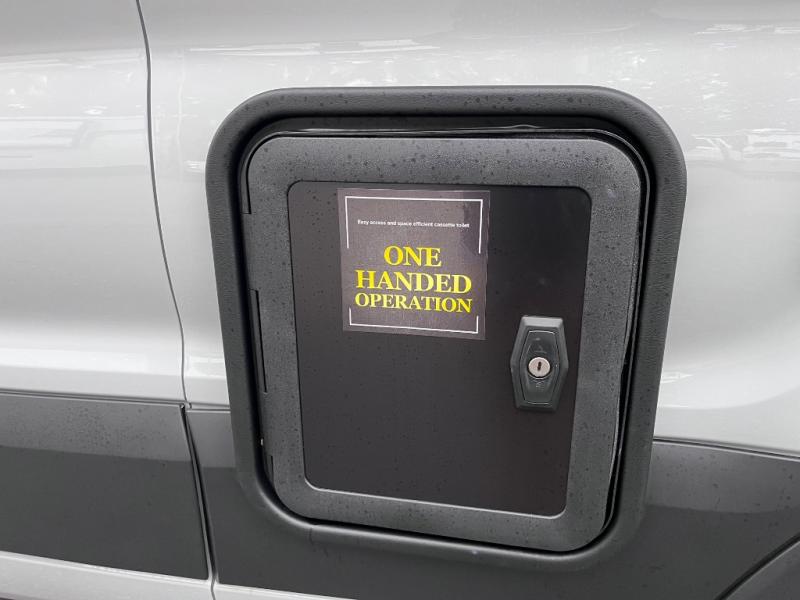 Easy access and space efficient cassette toilet
ONE
HANDED
OPERATION